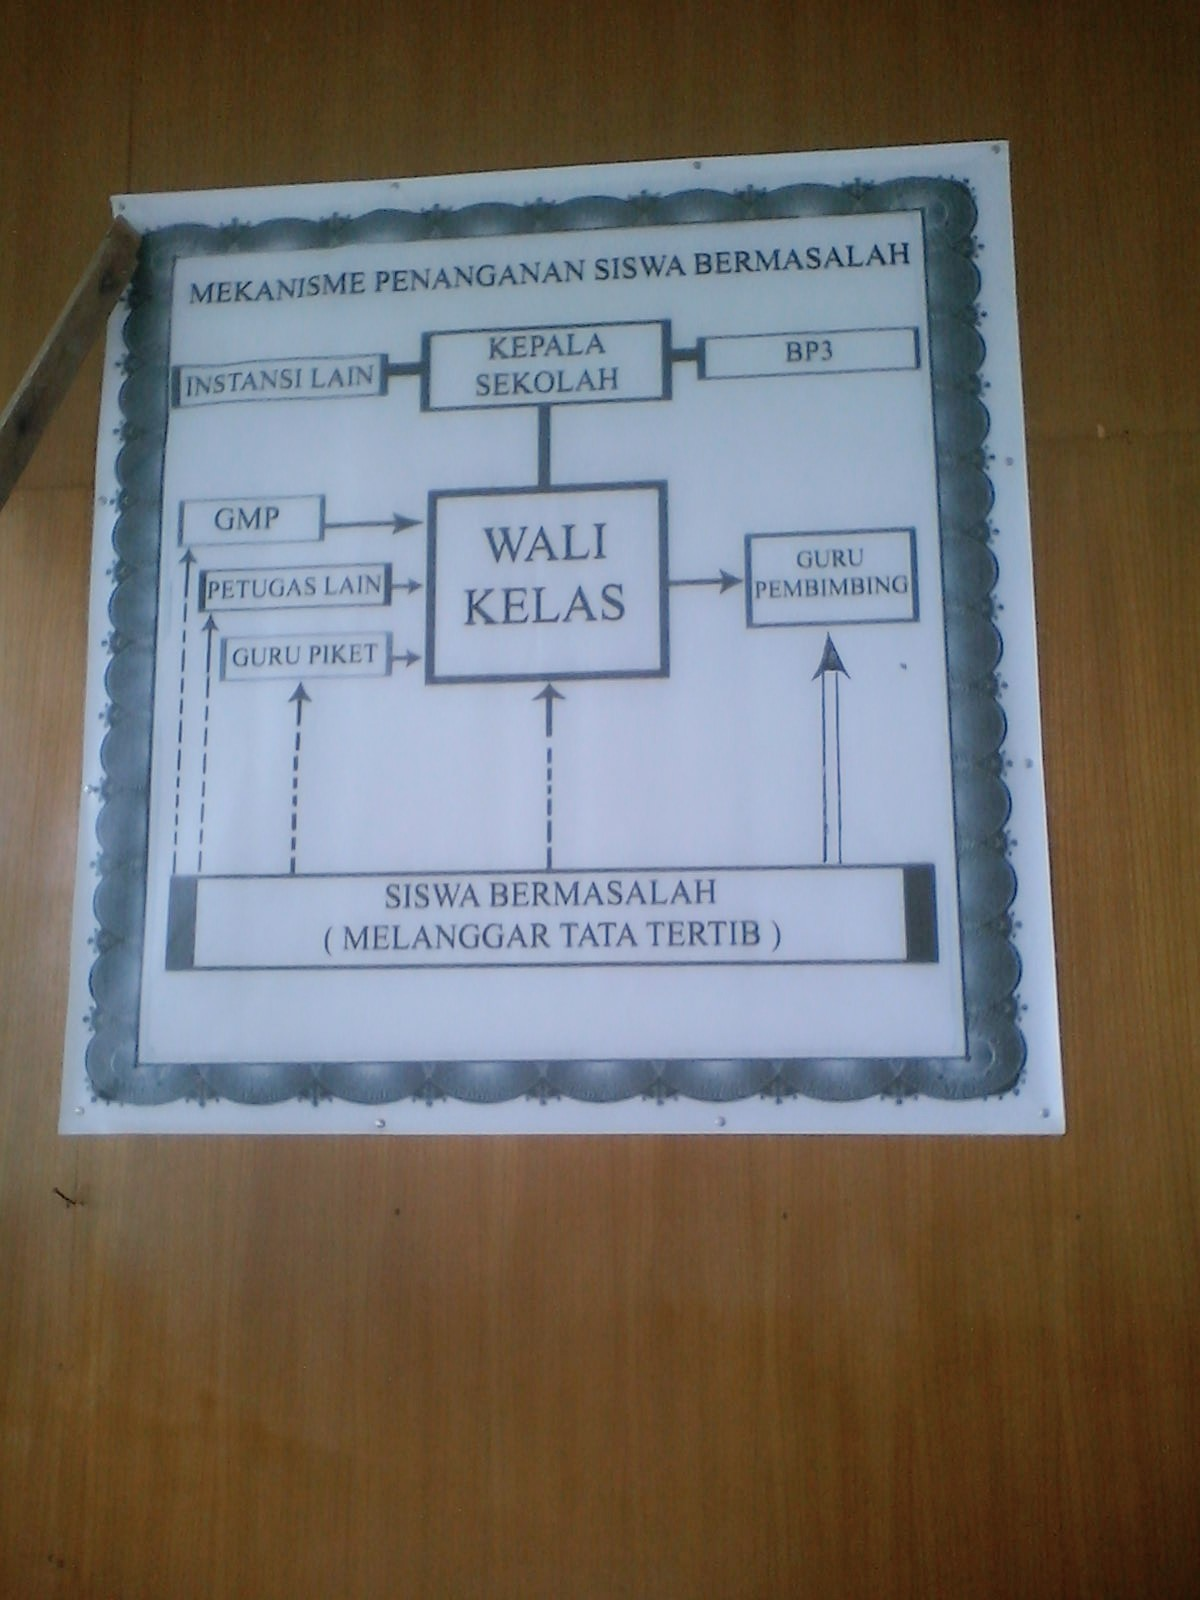 MEKANISME PENANGANAN SISWA BERMASALAH
INSTANSI LAIN
KEPALA
SEKOLAH
BP3
GMP
PETUGAS LAIN
GURU PIKET
WALI
KELAS
GURU
PEMBIMBING
SISWA BERMASALAH
( MELANGGAR TATA TERTIB )